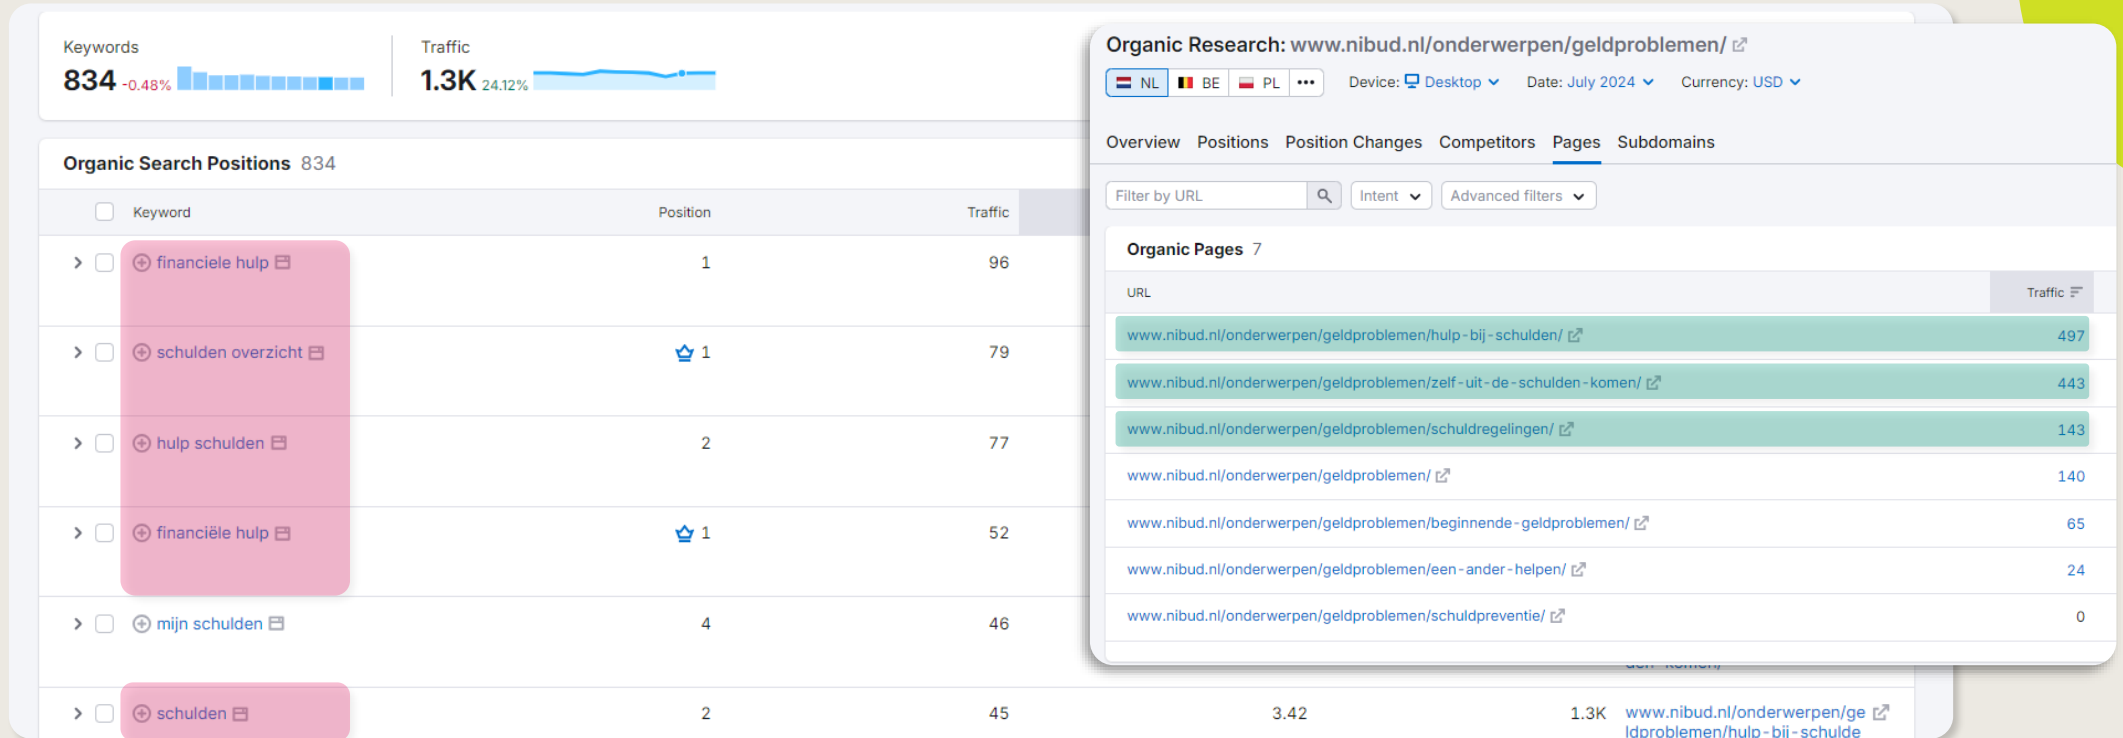 Keywords
834 -0.48%
Traffic
1.3K 24.12%
Organic Search Positions 834
Keyword Position Traffic
financiele hulp 1 96
schulden overzicht 1 79
hulp schulden 2 77
financiële hulp 1 52
mijn schulden 4 46
schulden 2 45 3.42 1.3K www.nibud.nl/onderwerpen/ge
ldproblemen/hulp-bij-schulde
Organic Research: www.nibud.nl/onderwerpen/geldproblemen/
NL BE PL ••• Device: Desktop Date: July 2024 Currency: USD
Overview Positions Position Changes Competitors Pages Subdomains
Filter by URL Intent Advanced filters
Organic Pages 7
URL Traffic
www.nibud.nl/onderwerpen/geldproblemen/hulp-bij-schulden/ 497
www.nibud.nl/onderwerpen/geldproblemen/zelf-uit-de-schulden-komen/ 443
www.nibud.nl/onderwerpen/geldproblemen/schuldregelingen/ 143
www.nibud.nl/onderwerpen/geldproblemen/ 140
www.nibud.nl/onderwerpen/geldproblemen/beginnende-geldproblemen/ 65
www.nibud.nl/onderwerpen/geldproblemen/een-ander-helpen/ 24
www.nibud.nl/onderwerpen/geldproblemen/schuldpreventie/ 0